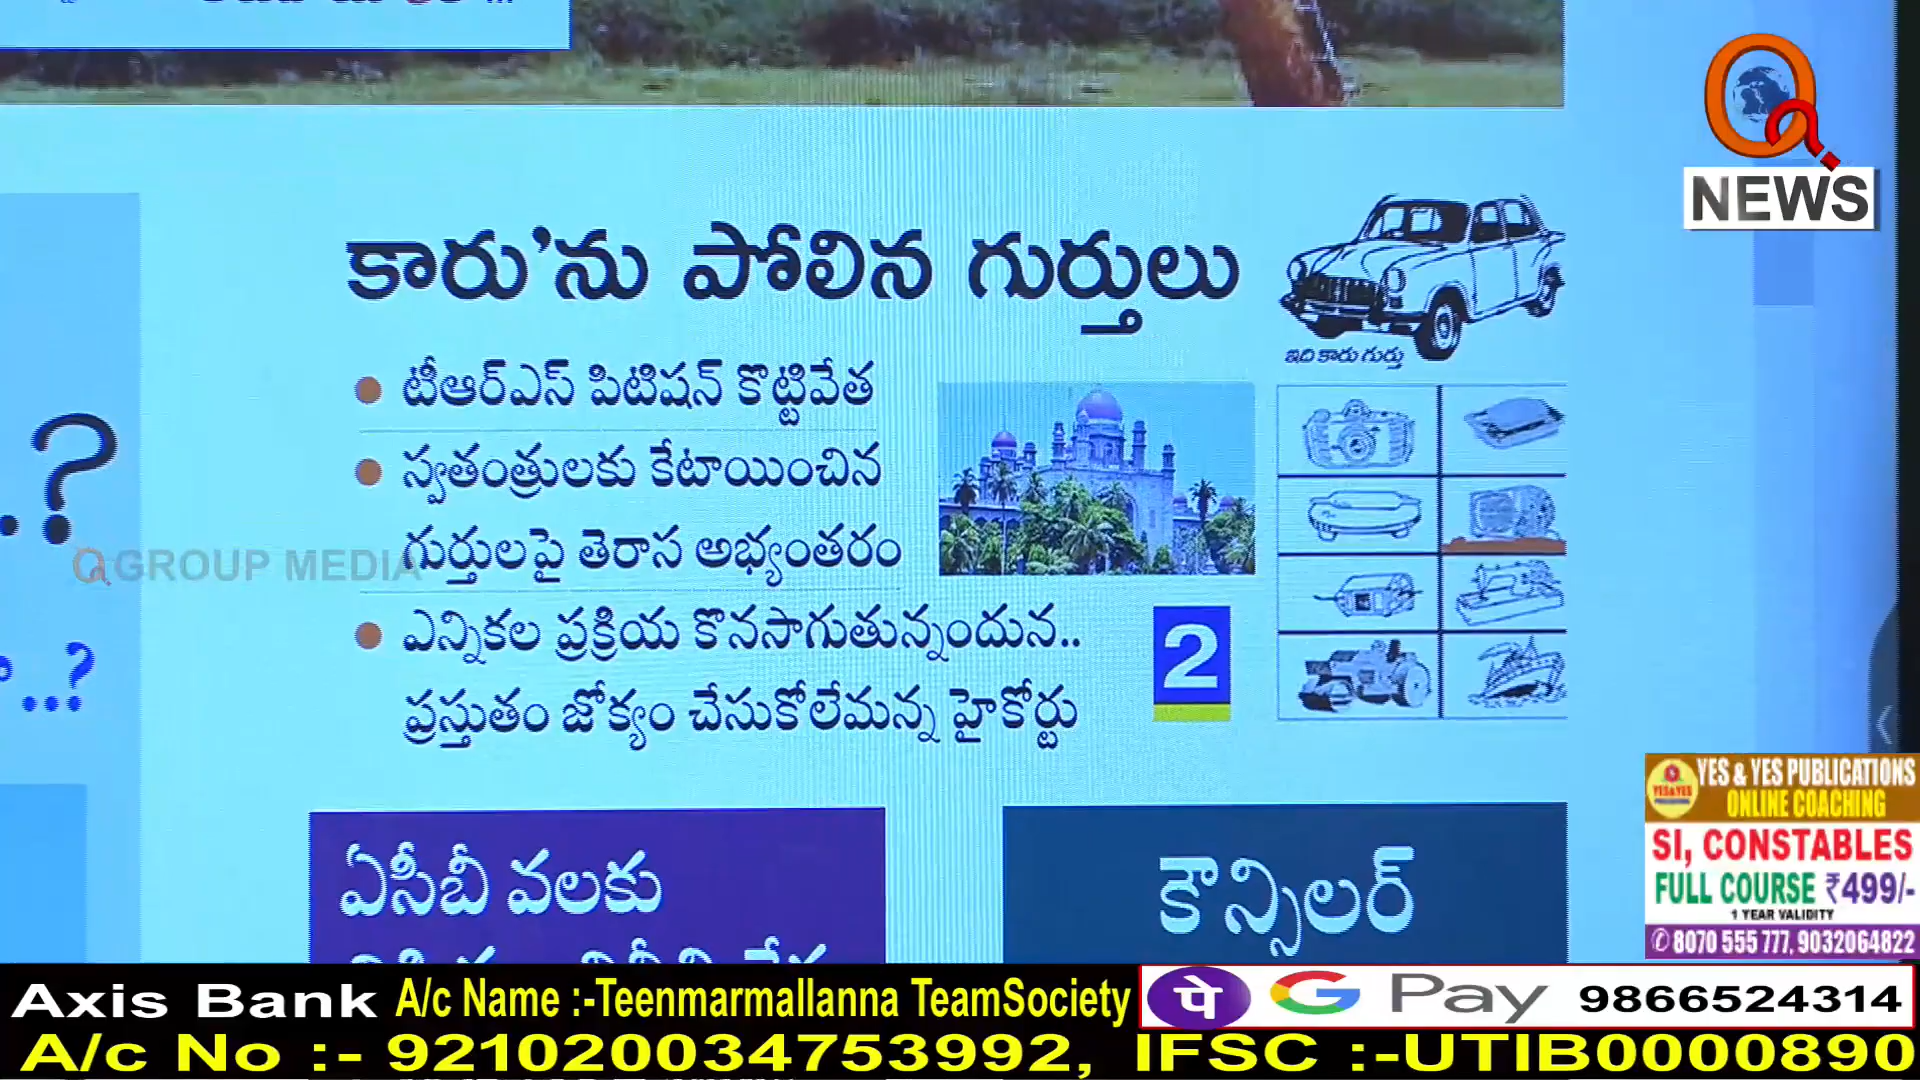 NEWS
కారు'ను పోలిన గుర్తులు
ఇది కారు గుర్తు
టీఆర్ఎస్ పిటిషన్ కొట్టివేత
స్వతంత్రులకు కేటాయించిన
గుర్తులపై తెరాస అభ్యంతరం
ఎన్నికల ప్రక్రియ కొనసాగుతున్నందున..
ప్రస్తుతం జోక్యం చేసుకోలేమన్న హైకోర్టు
2
..?
..?
GROUP MEDIA
ఏసీబీ వలకు
కౌన్సిలర్
YES & YES PUBLICATIONS
ONLINE COACHING
SI, CONSTABLES
FULL COURSE ₹499/-
1 YEAR VALIDITY
✆ 8070 555 777, 9032064822
Axis Bank A/c Name :-Teenmarmallanna TeamSociety
पे G Pay 9866524314
A/c No :- 921020034753992, IFSC :-UTIB0000890